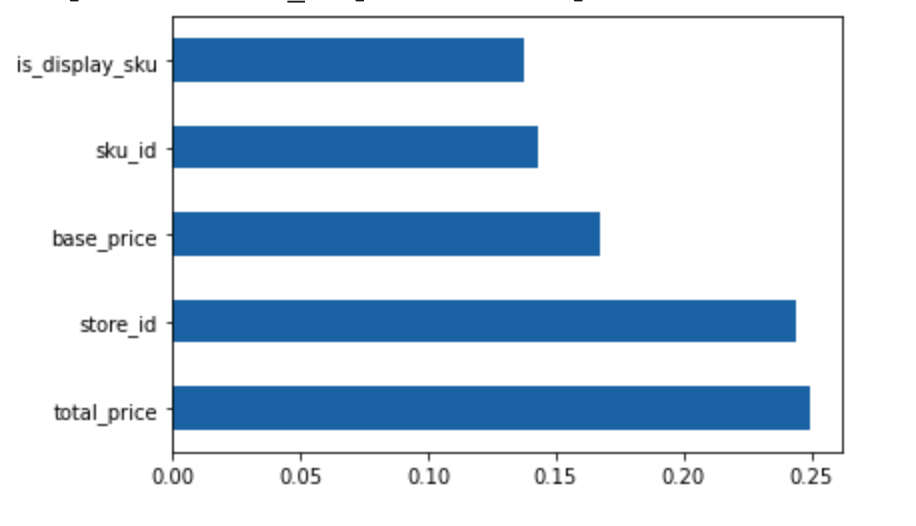 is_display_sku
sku_id
base_price
store_id
total_price
0.00 0.05 0.10 0.15 0.20 0.25